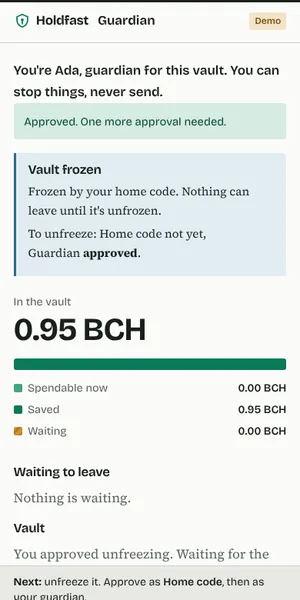 Holdfast Guardian
Demo
You're Ada, guardian for this vault. You can
stop things, never send.
Approved. One more approval needed.
Vault frozen
Frozen by your home code. Nothing can
leave until it's unfrozen.
To unfreeze: Home code not yet,
Guardian approved.
In the vault
0.95 BCH
Spendable now 0.00 BCH
Saved 0.95 BCH
Waiting 0.00 BCH
Waiting to leave
Nothing is waiting.
Vault
You approved unfreezing. Waiting for the
Next: unfreeze it. Approve as Home code, then as
your guardian.